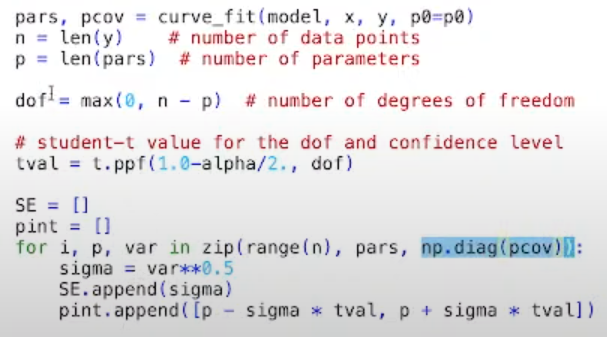 pars, pcov = curve_fit(model, x, y, p0=p0)
n = len(y)    # number of data points
p = len(pars)  # number of parameters
dof = max(0, n - p)  # number of degrees of freedom
# student-t value for the dof and confidence level
tval = t.ppf(1.0-alpha/2., dof)
SE = []
pint = []
for i, p, var in zip(range(n), pars, np.diag(pcov)):
    sigma = var**0.5
    SE.append(sigma)
    pint.append([p - sigma * tval, p + sigma * tval])